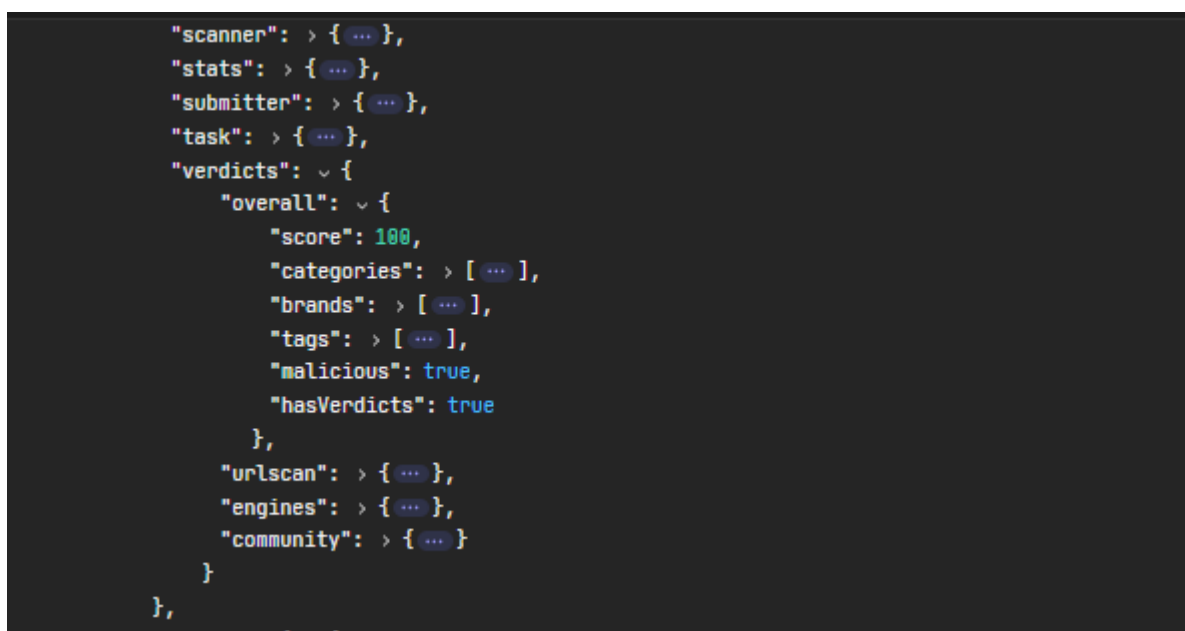 "scanner": > { ··· },
"stats": > { ··· },
"submitter": > { ··· },
"task": > { ··· },
"verdicts": ⌄ {
"overall": ⌄ {
"score": 100,
"categories": > [ ··· ],
"brands": > [ ··· ],
"tags": > [ ··· ],
"malicious": true,
"hasVerdicts": true
},
"urlscan": > { ··· },
"engines": > { ··· },
"community": > { ··· }
}
},